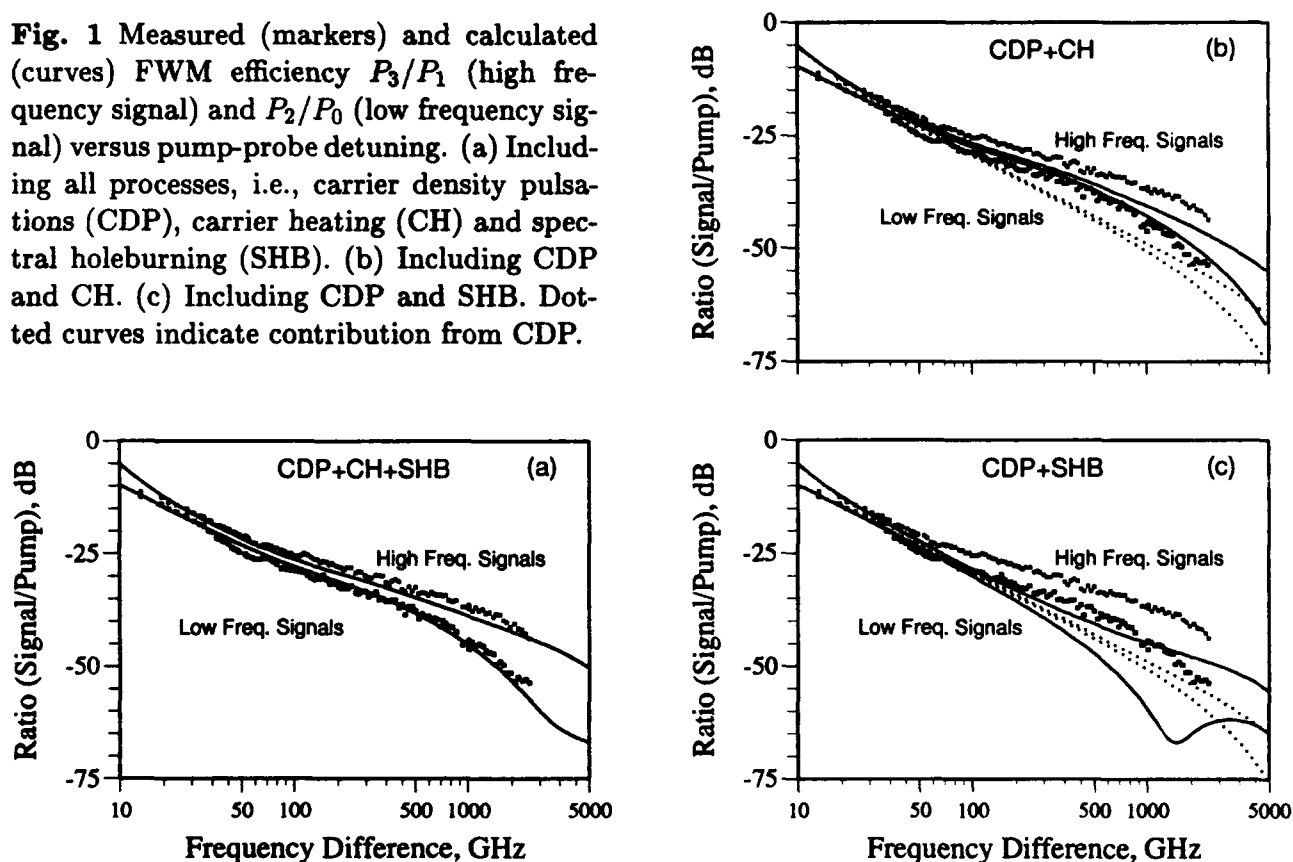 Fig. 1 Measured (markers) and calculated
(curves) FWM efficiency P3/P1 (high fre-
quency signal) and P2/P0 (low frequency sig-
nal) versus pump-probe detuning. (a) Includ-
ing all processes, i.e., carrier density pulsa-
tions (CDP), carrier heating (CH) and spec-
tral holeburning (SHB). (b) Including CDP
and CH. (c) Including CDP and SHB. Dot-
ted curves indicate contribution from CDP.
CDP+CH (b)
High Freq. Signals
Low Freq. Signals
Ratio (Signal/Pump), dB
0
-25
-50
-75
10 50 100 500 1000 5000
CDP+CH+SHB (a)
High Freq. Signals
Low Freq. Signals
Ratio (Signal/Pump), dB
0
-25
-50
-75
10 50 100 500 1000 5000
Frequency Difference, GHz
CDP+SHB (c)
High Freq. Signals
Low Freq. Signals
Ratio (Signal/Pump), dB
0
-25
-50
-75
10 50 100 500 1000 5000
Frequency Difference, GHz